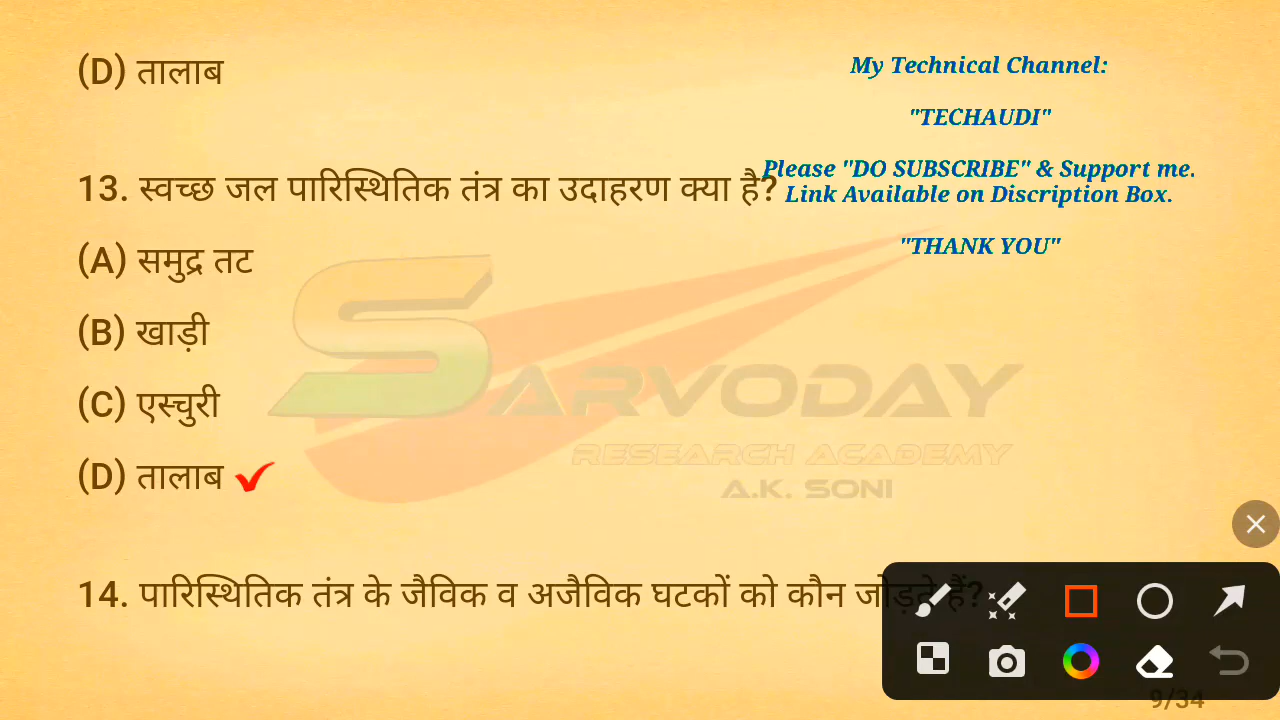 (D) तालाब
My Technical Channel:
"TECHAUDI"
Please "DO SUBSCRIBE" & Support me.
Link Available on Discription Box.
"THANK YOU"
13. स्वच्छ जल पारिस्थितिक तंत्र का उदाहरण क्या है?
(A) समुद्र तट
(B) खाड़ी
(C) एस्चुरी
(D) तालाब
SARVODAY
RESEARCH ACADEMY
A.K. SONI
14. पारिस्थितिक तंत्र के जैविक व अजैविक घटकों को कौन जोड़ते हैं?
9/34